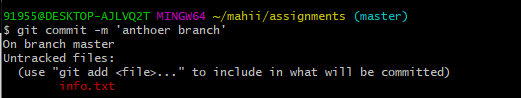 91955@DESKTOP-AJLVQ2T MINGW64 ~/mahii/assignments (master)
$ git commit -m 'anthoer branch'
On branch master
Untracked files:
  (use "git add <file>..." to include in what will be committed)
        info.txt